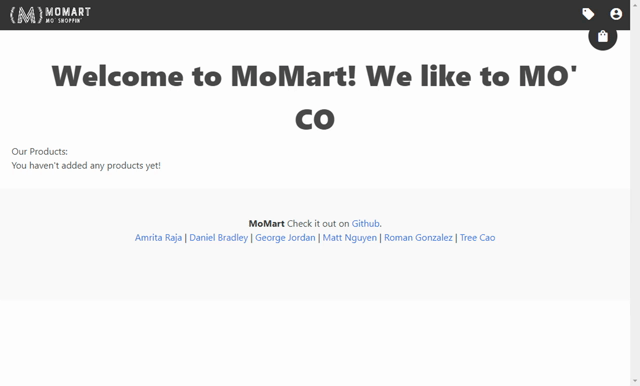 (M) MOMART
MO' SHOPPIN'
Welcome to MoMart! We like to MO'
CO
Our Products:
You haven't added any products yet!
MoMart Check it out on Github.
Amrita Raja | Daniel Bradley | George Jordan | Matt Nguyen | Roman Gonzalez | Tree Cao